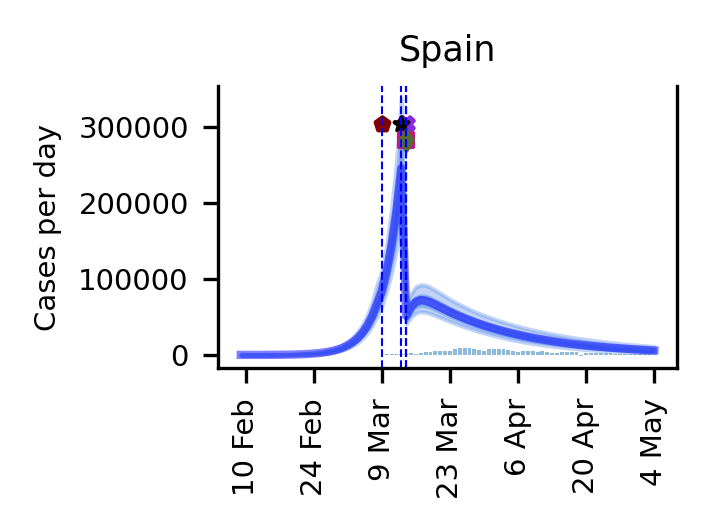 Spain
Cases per day
300000
200000
100000
0
10 Feb
24 Feb
9 Mar
23 Mar
6 Apr
20 Apr
4 May